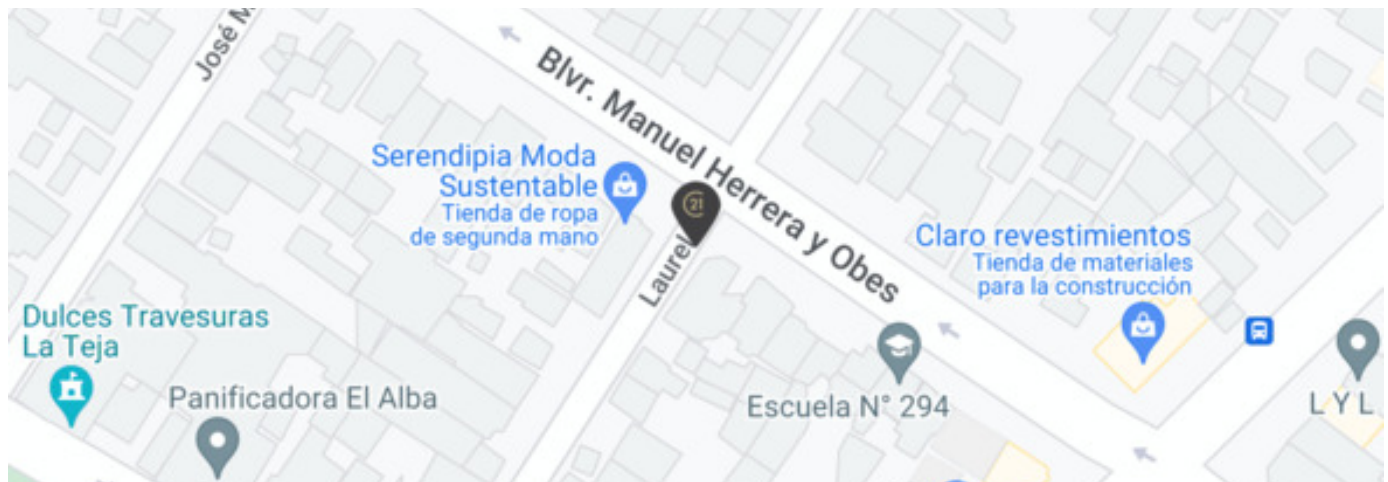 José M
Blvr. Manuel Herrera y Obes
Serendipia Moda
Sustentable
Tienda de ropa
de segunda mano
21
Laurel
Claro revestimientos
Tienda de materiales
para la construcción
Dulces Travesuras
La Teja
Panificadora El Alba
Escuela N° 294
L Y L